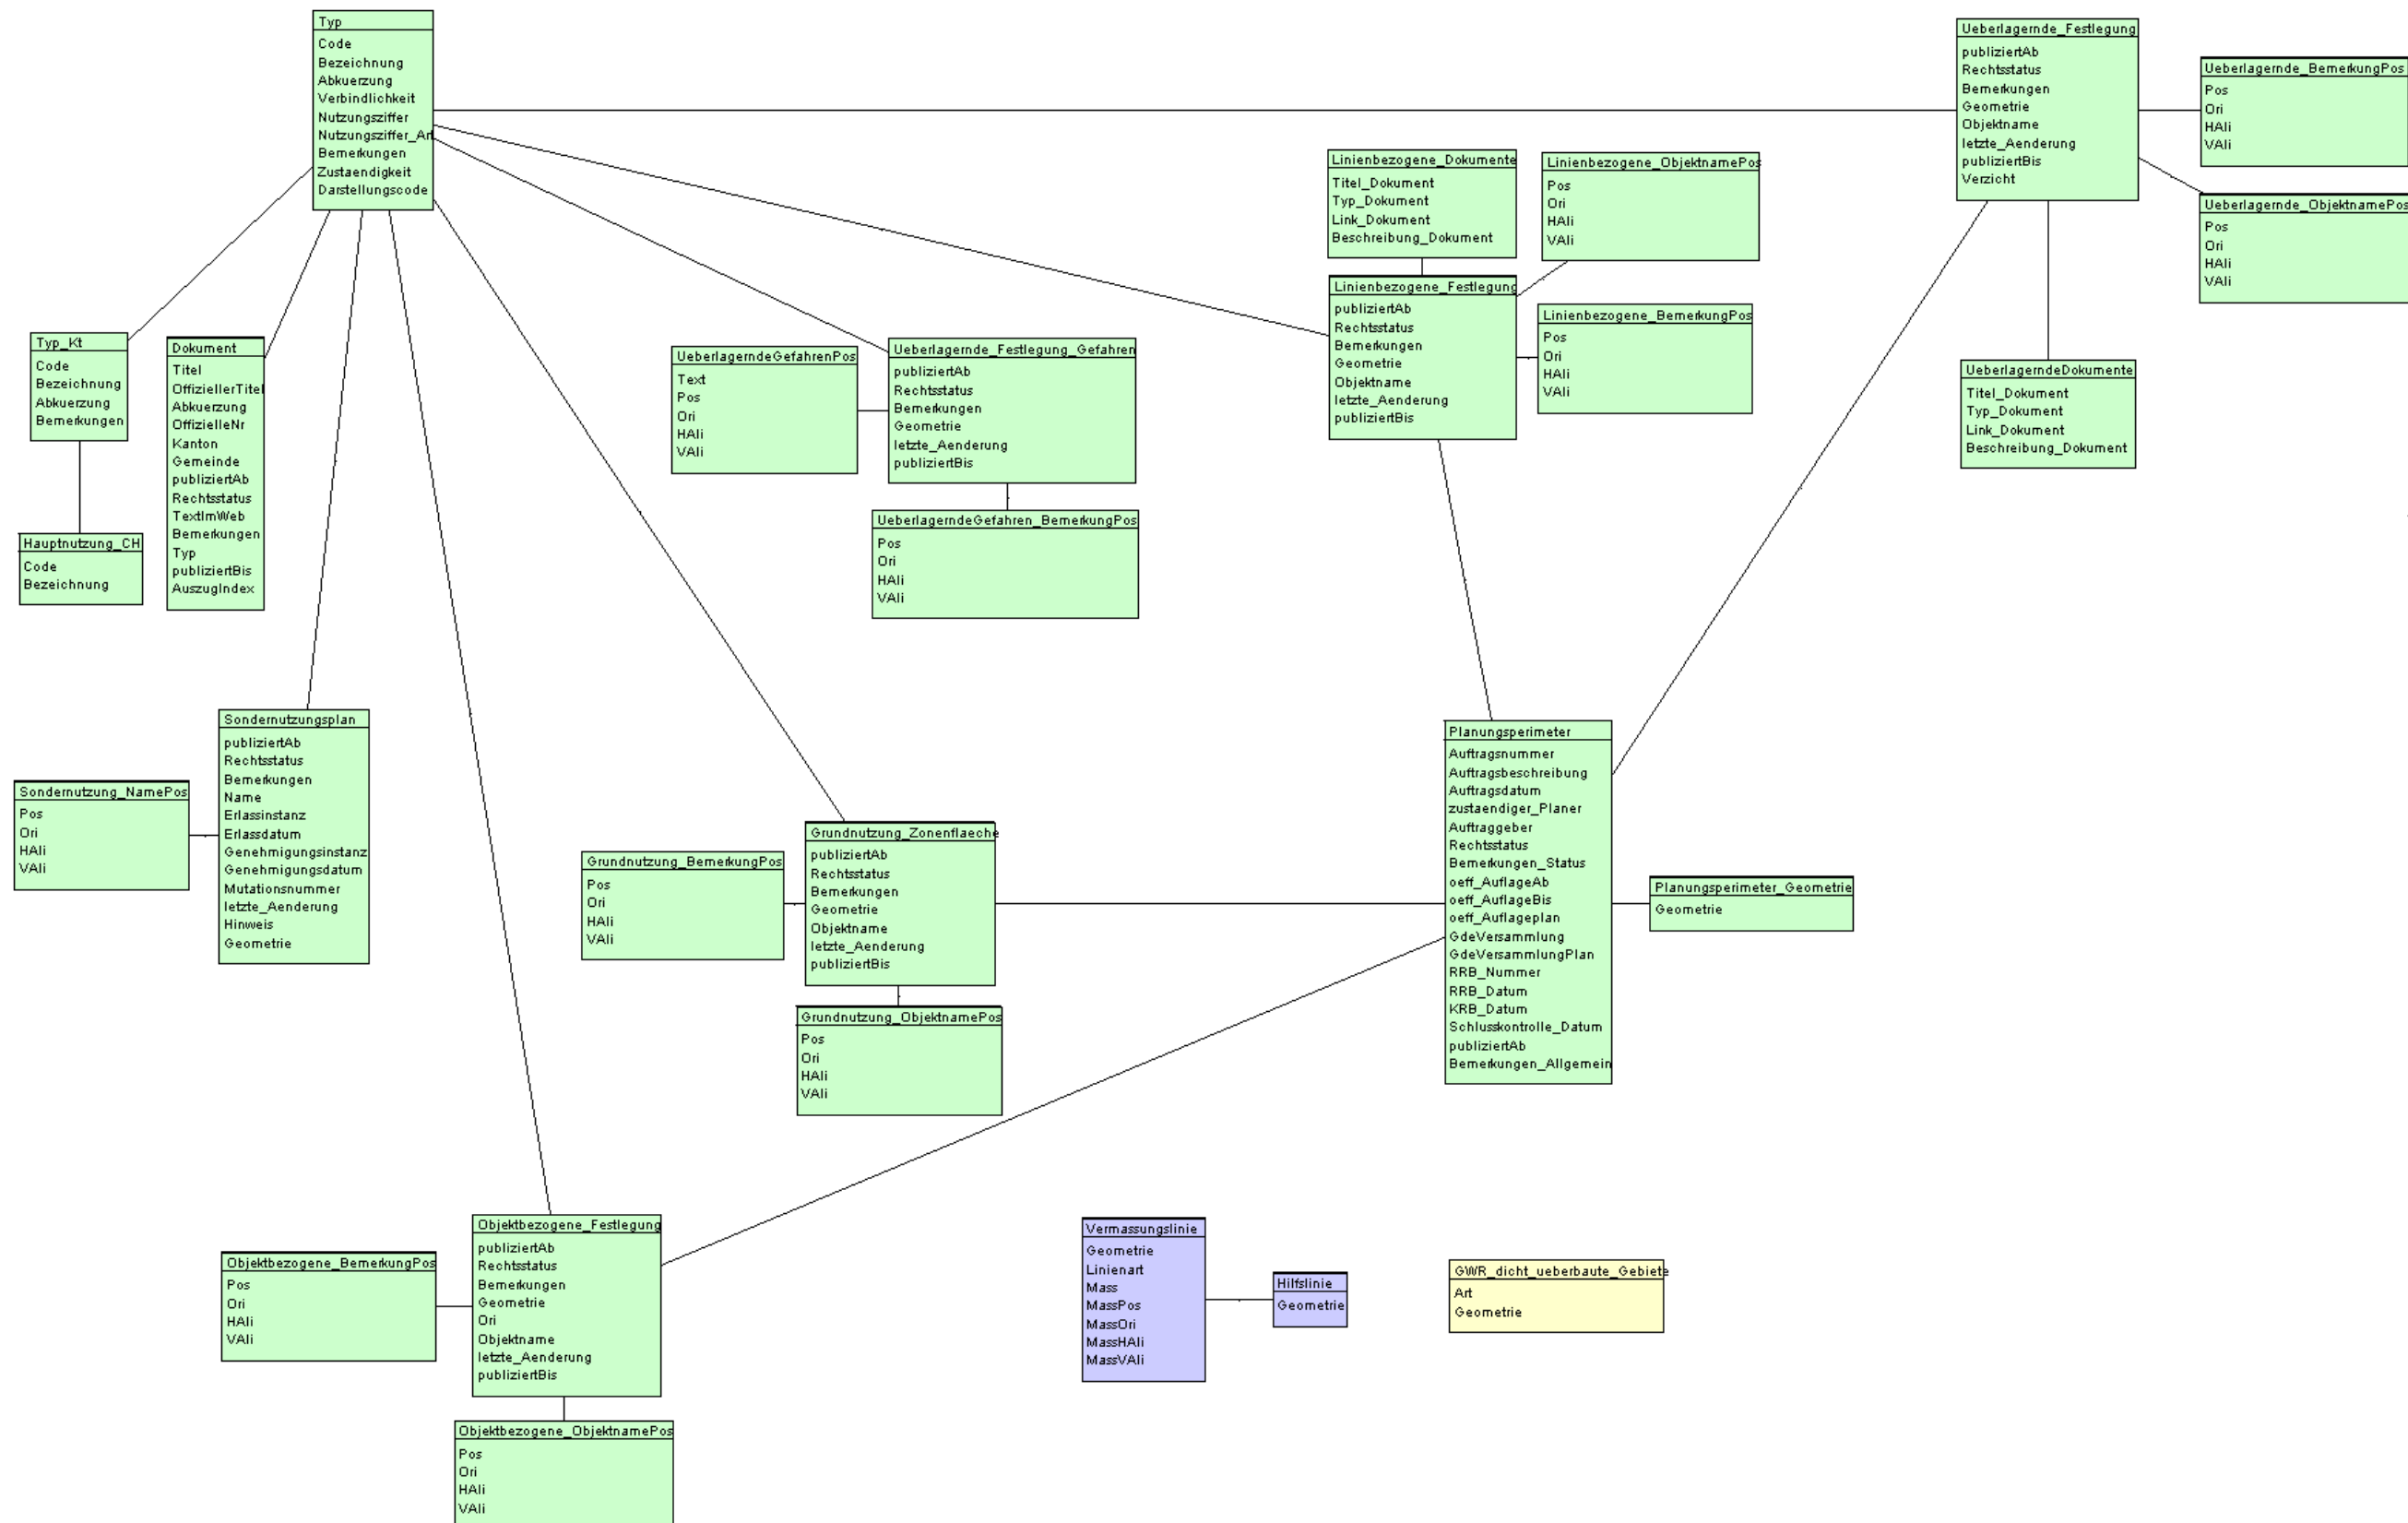 Typ
Code
Bezeichnung
Abkuerzung
Verbindlichkeit
Nutzungsziffer
Nutzungsziffer_Art
Bemerkungen
Zustaendigkeit
Darstellungscode
Ueberlagernde_Festlegung
publiziertAb
Rechtsstatus
Bemerkungen
Geometrie
Objektname
letzte_Aenderung
publiziertBis
Verzicht
Ueberlagernde_BemerkungPos
Pos
Ori
HAli
VAli
Ueberlagernde_ObjektnamePos
Pos
Ori
HAli
VAli
Linienbezogene_Dokumente
Titel_Dokument
Typ_Dokument
Link_Dokument
Beschreibung_Dokument
Linienbezogene_ObjektnamePos
Pos
Ori
HAli
VAli
Linienbezogene_Festlegung
publiziertAb
Rechtsstatus
Bemerkungen
Geometrie
Objektname
letzte_Aenderung
publiziertBis
Linienbezogene_BemerkungPos
Pos
Ori
HAli
VAli
Typ_Kt
Code
Bezeichnung
Abkuerzung
Bemerkungen
Dokument
Titel
OffiziellerTitel
Abkuerzung
OffizielleNr
Kanton
Gemeinde
publiziertAb
Rechtsstatus
TextImWeb
Bemerkungen
Typ
publiziertBis
AuszugIndex
UeberlagerndeGefahrenPos
Text
Pos
Ori
HAli
VAli
Ueberlagernde_Festlegung_Gefahren
publiziertAb
Rechtsstatus
Bemerkungen
Geometrie
letzte_Aenderung
publiziertBis
UeberlagerndeDokumente
Titel_Dokument
Typ_Dokument
Link_Dokument
Beschreibung_Dokument
Hauptnutzung_CH
Code
Bezeichnung
UeberlagerndeGefahren_BemerkungPos
Pos
Ori
HAli
VAli
Sondernutzungsplan
publiziertAb
Rechtsstatus
Bemerkungen
Name
Erlassinstanz
Erlassdatum
Genehmigungsinstanz
Genehmigungsdatum
Mutationsnummer
letzte_Aenderung
Hinweis
Geometrie
Sondernutzung_NamePos
Pos
Ori
HAli
VAli
Planungsperimeter
Auftragsnummer
Auftragsbeschreibung
Auftragsdatum
zustaendiger_Planer
Auftraggeber
Rechtsstatus
Bemerkungen_Status
oeff_AuflageAb
oeff_AuflageBis
oeff_Auflageplan
GdeVersammlung
GdeVersammlungPlan
RRB_Nummer
RRB_Datum
KRB_Datum
Schlusskontrolle_Datum
publiziertAb
Bemerkungen_Allgemein
Planungsperimeter_Geometrie
Geometrie
Grundnutzung_BemerkungPos
Pos
Ori
HAli
VAli
Grundnutzung_Zonenflaeche
publiziertAb
Rechtsstatus
Bemerkungen
Geometrie
Objektname
letzte_Aenderung
publiziertBis
Grundnutzung_ObjektnamePos
Pos
Ori
HAli
VAli
Objektbezogene_Festlegung
publiziertAb
Rechtsstatus
Bemerkungen
Geometrie
Ori
Objektname
letzte_Aenderung
publiziertBis
Objektbezogene_BemerkungPos
Pos
Ori
HAli
VAli
Objektbezogene_ObjektnamePos
Pos
Ori
HAli
VAli
Vermassungslinie
Geometrie
Linienart
Mass
MassPos
MassOri
MassHAli
MassVAli
Hilfslinie
Geometrie
GWR_dicht_ueberbaute_Gebiete
Art
Geometrie